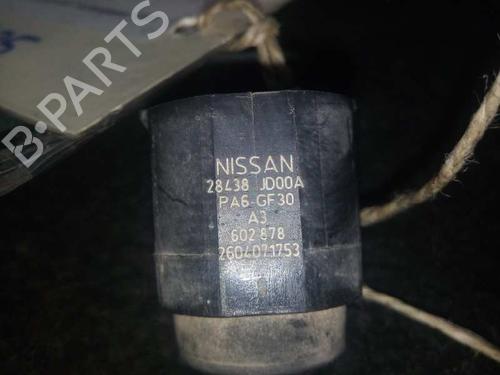 B-PARTS
NISSAN
28438 JD00A
PA6-GF30
A3
602 878
2604071753